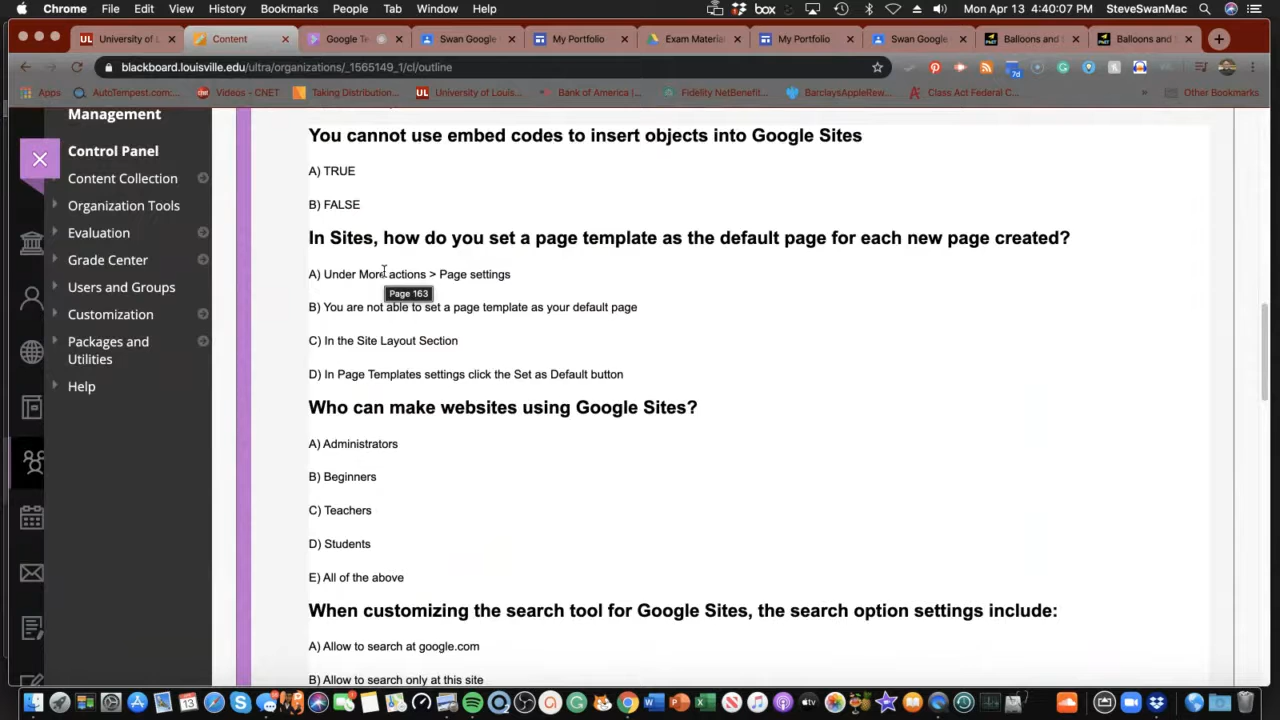 Chrome File Edit View History Bookmarks People Tab Window Help box Mon Apr 13 4:40:07 PM SteveSwanMac
University of L Content Google Te Swan Google My Portfolio Exam Materia My Portfolio Swan Google Balloons and Balloons and
blackboard.louisville.edu/ultra/organizations/_1565149_1/cl/outline
7d
Apps AutoTempest.com:... Videos - CNET Taking Distribution... University of Louis... Bank of America |... Fidelity NetBenefit... BarclaysAppleRew... Class Act Federal C... » Other Bookmarks
Management
Control Panel
Content Collection
Organization Tools
Evaluation
Grade Center
Users and Groups
Customization
Packages and
Utilities
Help
You cannot use embed codes to insert objects into Google Sites
A) TRUE
B) FALSE
In Sites, how do you set a page template as the default page for each new page created?
A) Under More actions > Page settings
Page 163
B) You are not able to set a page template as your default page
C) In the Site Layout Section
D) In Page Templates settings click the Set as Default button
Who can make websites using Google Sites?
A) Administrators
B) Beginners
C) Teachers
D) Students
E) All of the above
When customizing the search tool for Google Sites, the search option settings include:
A) Allow to search at google.com
B) Allow to search only at this site